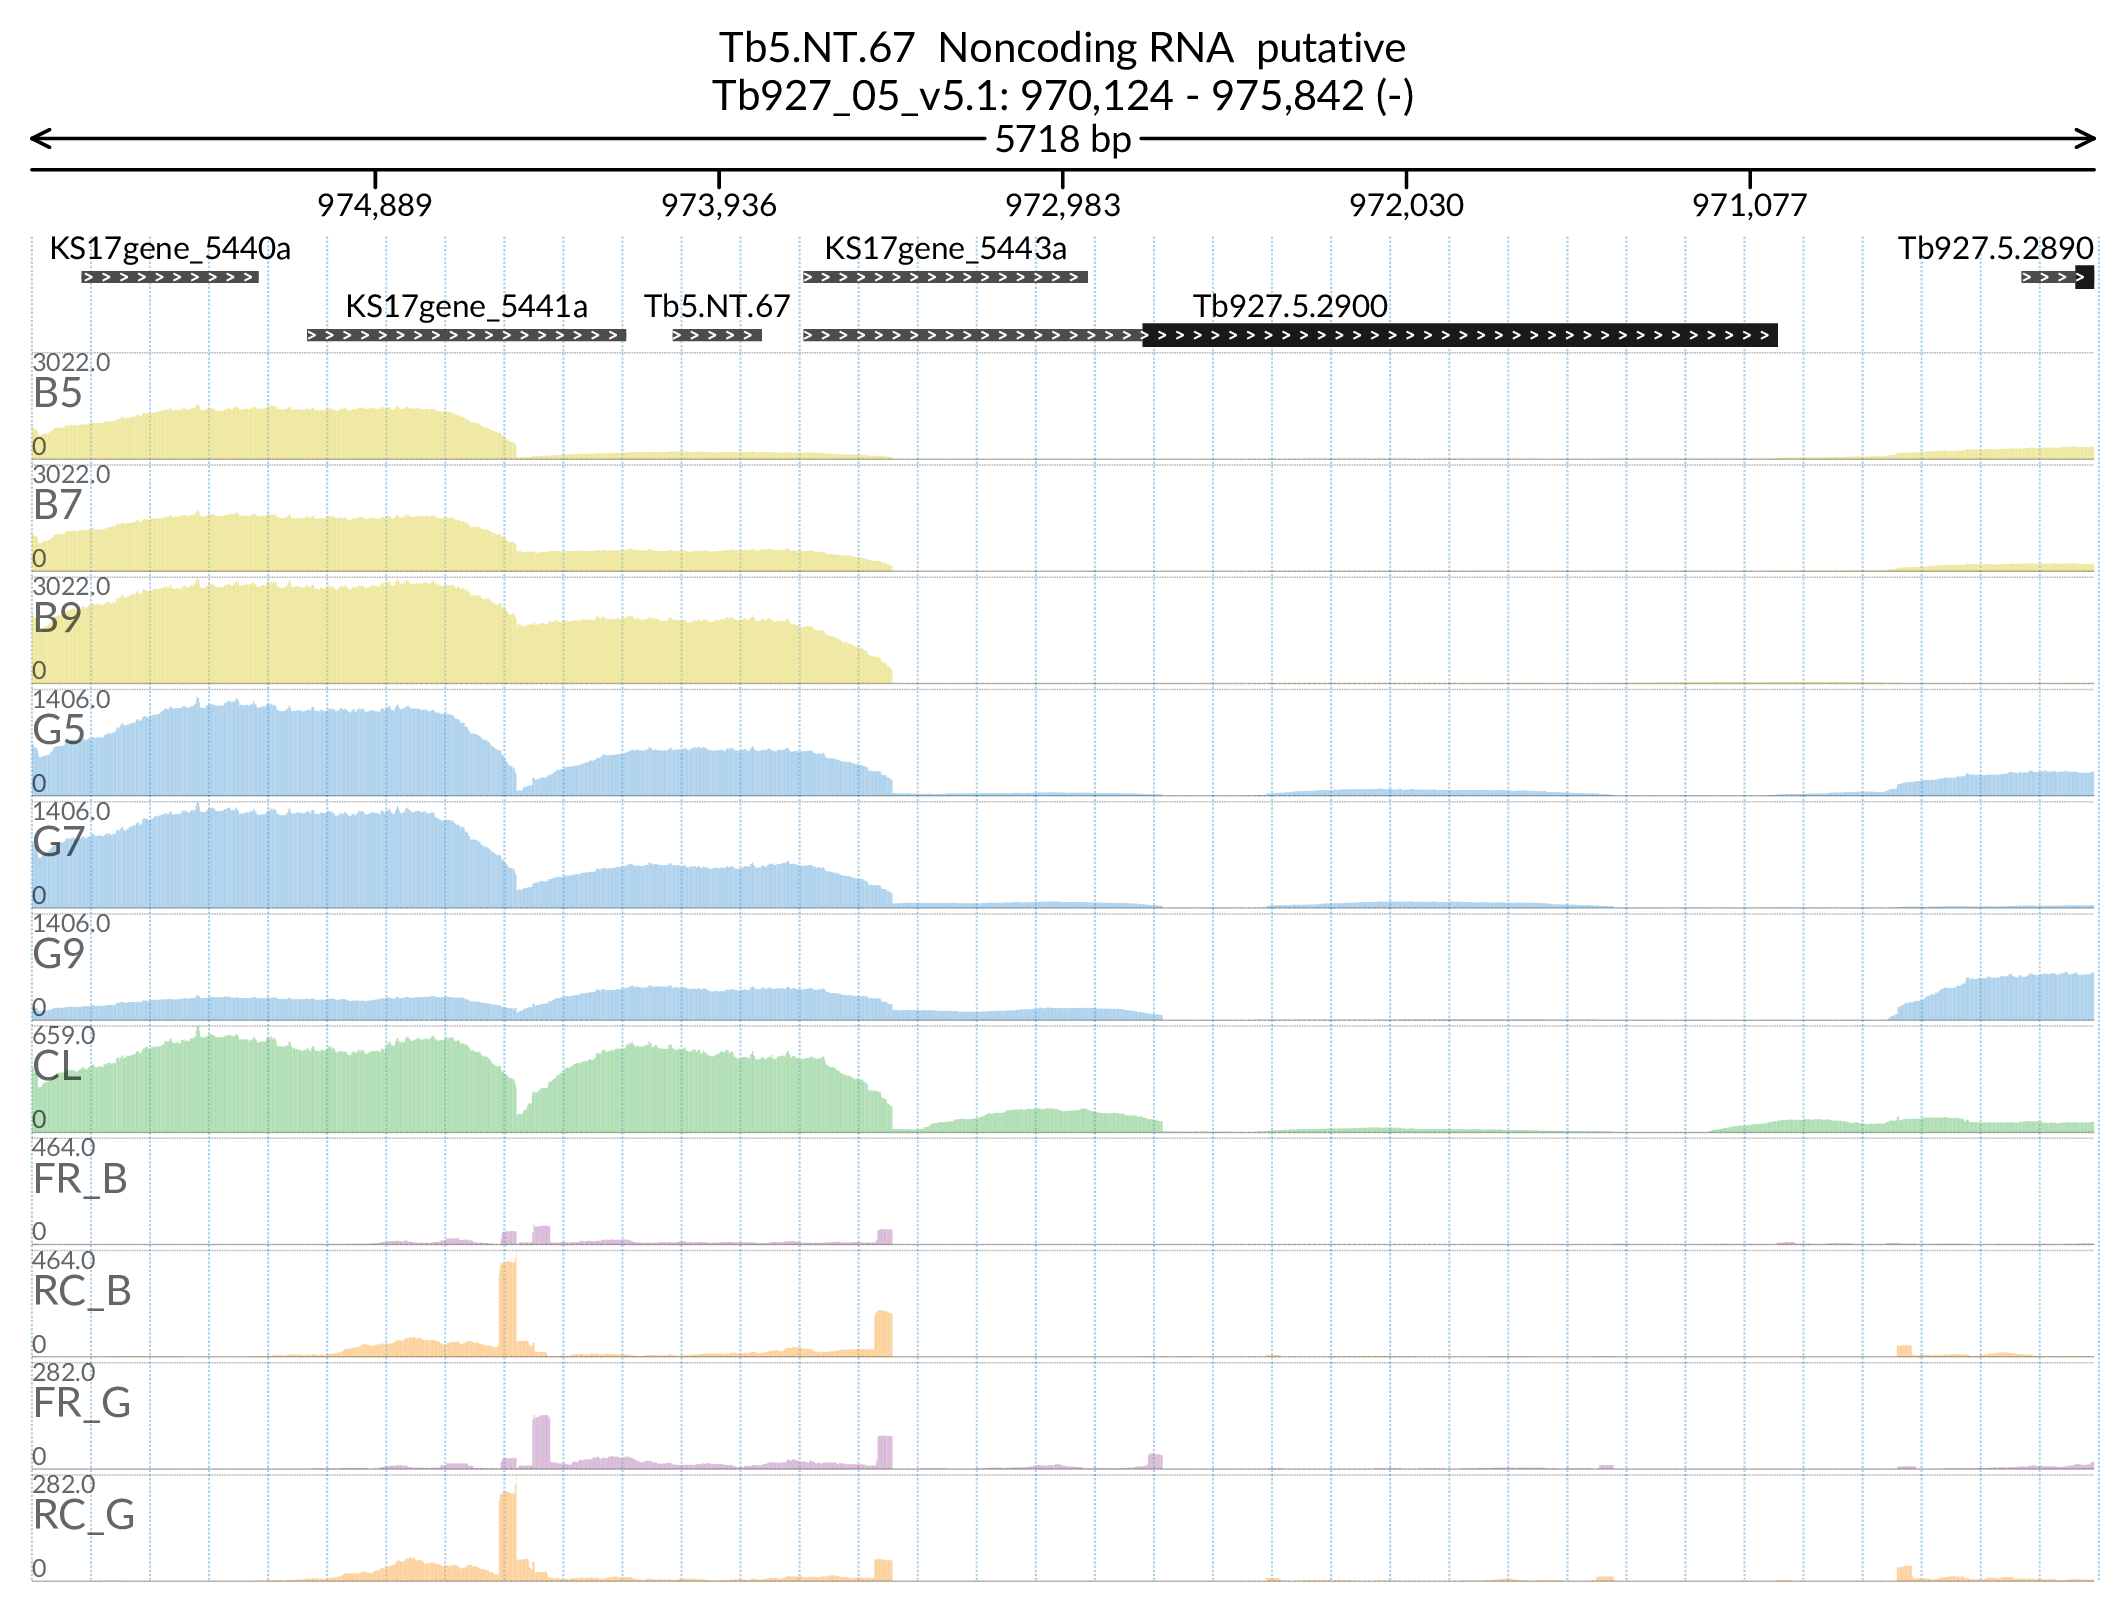 Tb5.NT.67 Noncoding RNA putative
Tb927_05_v5.1: 970,124 - 975,842 (-)
5718 bp
974,889 973,936 972,983 972,030 971,077
KS17gene_5440a KS17gene_5443a Tb927.5.2890
KS17gene_5441a Tb5.NT.67 Tb927.5.2900
3022.0
B5
0
3022.0
B7
0
3022.0
B9
0
1406.0
G5
0
1406.0
G7
0
1406.0
G9
0
659.0
CL
0
464.0
FR_B
0
464.0
RC_B
0
282.0
FR_G
0
282.0
RC_G
0